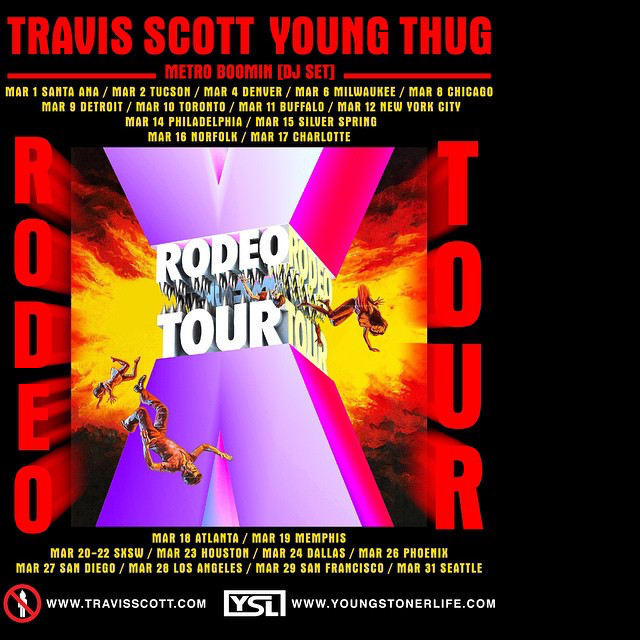 TRAVIS SCOTT YOUNG THUG
METRO BOOMIN [DJ SET]
MAR 1 SANTA ANA / MAR 2 TUCSON / MAR 4 DENVER / MAR 6 MILWAUKEE / MAR 8 CHICAGO
MAR 9 DETROIT / MAR 10 TORONTO / MAR 11 BUFFALO / MAR 12 NEW YORK CITY
MAR 14 PHILADELPHIA / MAR 15 SILVER SPRING
MAR 16 NORFOLK / MAR 17 CHARLOTTE
RODEO
TOUR
RODEO
TOUR
RODEO
TOUR
MAR 18 ATLANTA / MAR 19 MEMPHIS
MAR 20-22 SXSW / MAR 23 HOUSTON / MAR 24 DALLAS / MAR 26 PHOENIX
MAR 27 SAN DIEGO / MAR 28 LOS ANGELES / MAR 29 SAN FRANCISCO / MAR 31 SEATTLE
WWW.TRAVISSCOTT.COM YSL WWW.YOUNGSTONERLIFE.COM